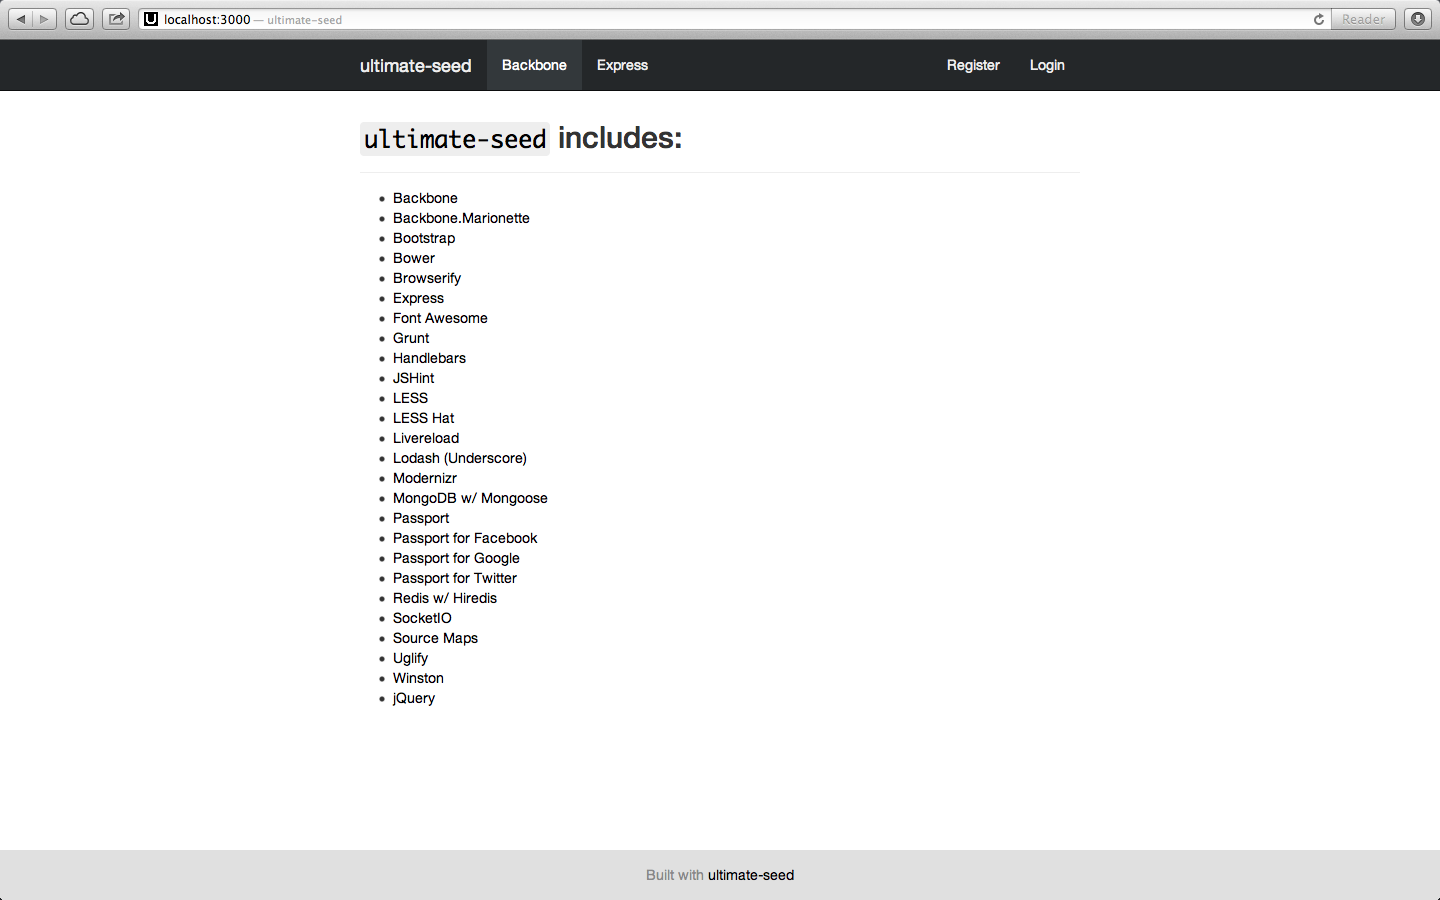 localhost:3000 — ultimate-seed
Reader
ultimate-seed Backbone Express Register Login
ultimate-seed includes:
Backbone
Backbone.Marionette
Bootstrap
Bower
Browserify
Express
Font Awesome
Grunt
Handlebars
JSHint
LESS
LESS Hat
Livereload
Lodash (Underscore)
Modernizr
MongoDB w/ Mongoose
Passport
Passport for Facebook
Passport for Google
Passport for Twitter
Redis w/ Hiredis
SocketIO
Source Maps
Uglify
Winston
jQuery
Built with ultimate-seed